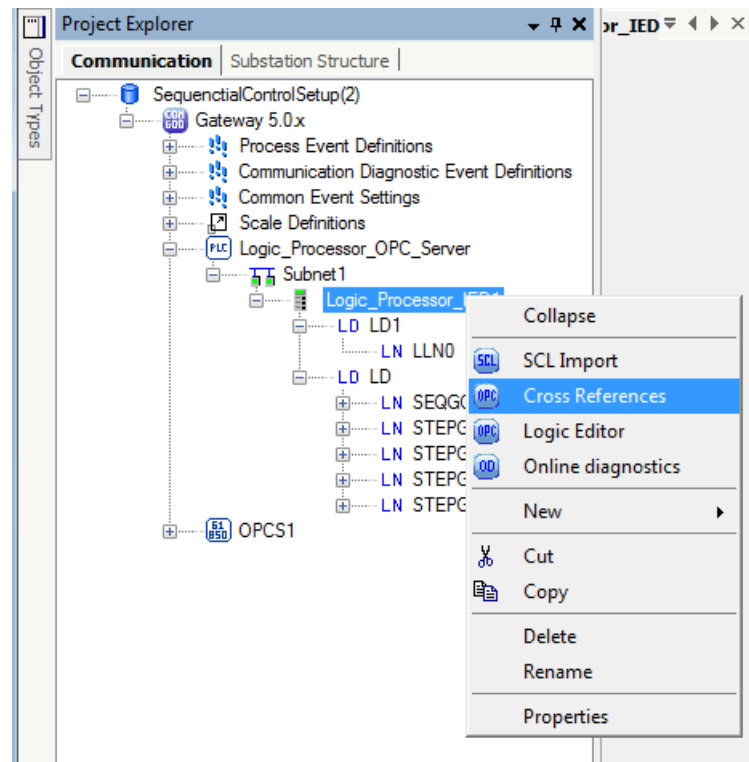 Project Explorer
or_IED
Object Types
Communication
Substation Structure
SequenctialControlSetup(2)
Gateway 5.0.x
Process Event Definitions
Communication Diagnostic Event Definitions
Common Event Settings
Scale Definitions
PLC Logic_Processor_OPC_Server
Subnet1
Logic_Processor_IED1
LD LD1
LN LLN0
LD LD
LN SEQG
LN STEPG
LN STEPG
LN STEPG
LN STEPG
61 850 OPCS1
Collapse
SCL SCL Import
OPC Cross References
OPC Logic Editor
OD Online diagnostics
New
Cut
Copy
Delete
Rename
Properties